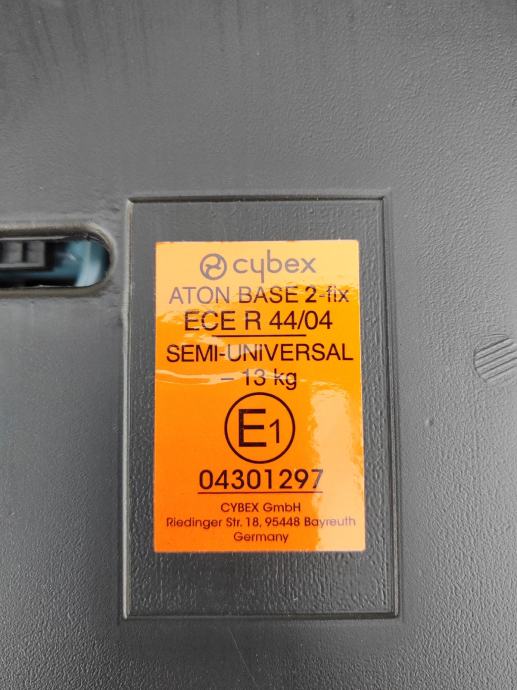 cybex
ATON BASE 2-fix
ECE R 44/04
SEMI-UNIVERSAL
– 13 kg
E1
04301297
CYBEX GmbH
Riedinger Str. 18, 95448 Bayreuth
Germany